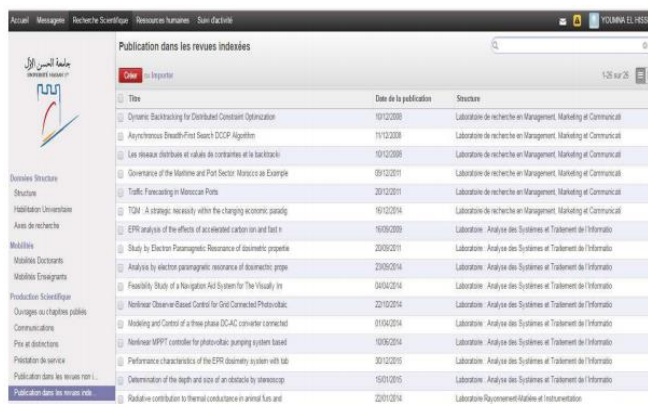 Accueil Messagerie Recherche Scientifique Ressources humaines Suivi d'activité YOUNNA EL HISSI
Publication dans les revues indexées
Créer ou Importer 1-26 sur 26
جامعة الحسن الأول
UNIVERSITÉ HASSAN 1er
Titre Date de la publication Structure
Dynamic Backtracking for Distributed Constraint Optimization 10/12/2008 Laboratoire de recherche en Management, Marketing et Communicati
Asynchronous Breadth-First Search DCOP Algorithm 11/12/2008 Laboratoire de recherche en Management, Marketing et Communicati
Les réseaux distribués et valués de contraintes et le backtracki 10/12/2006 Laboratoire de recherche en Management, Marketing et Communicati
Governance of the Maritime and Port Sector: Morocco as Example 09/12/2011 Laboratoire de recherche en Management, Marketing et Communicati
Traffic Forecasting in Moroccan Ports 20/12/2011 Laboratoire de recherche en Management, Marketing et Communicati
TQM : A strategic necessity within the changing economic paradig 16/12/2014 Laboratoire de recherche en Management, Marketing et Communicati
EPR analysis of the effects of accelerated carbon ion and fast n 16/09/2009 Laboratoire : Analyse des Systèmes et Traitement de l'Informatio
Study by Electron Paramagnetic Resonance of dosimetric propertie 20/09/2011 Laboratoire : Analyse des Systèmes et Traitement de l'Informatio
Analysis by electron paramagnetic resonance of dosimetric prope 23/09/2014 Laboratoire : Analyse des Systèmes et Traitement de l'Informatio
Feasibility Study of a Navigation Aid System for The Visually Im 04/04/2014 Laboratoire : Analyse des Systèmes et Traitement de l'Informatio
Nonlinear Observer-Based Control for Grid Connected Photovoltaic 22/10/2014 Laboratoire : Analyse des Systèmes et Traitement de l'Informatio
Modeling and Control of a three phase DC-AC converter connected 01/04/2014 Laboratoire : Analyse des Systèmes et Traitement de l'Informatio
Nonlinear MPPT controller for photovoltaic pumping system based 10/06/2014 Laboratoire : Analyse des Systèmes et Traitement de l'Informatio
Performance characteristics of the EPR dosimetry system with tab 30/12/2015 Laboratoire : Analyse des Systèmes et Traitement de l'Informatio
Determination of the depth and size of an obstacle by stereoscop 15/01/2015 Laboratoire : Analyse des Systèmes et Traitement de l'Informatio
Radiative contribution to thermal conductance in animal furs and 22/01/2014 Laboratoire Rayonnement-Matière et Instrumentation
Données Structure
Structure
Habilitation Universitaire
Axes de recherche
Mobilités
Mobilités Doctorants
Mobilités Enseignants
Production Scientifique
Ouvrages ou chapitres publiés
Communications
Prix et distinctions
Préstation de service
Publication dans les revues non i...
Publication dans les revues inde...